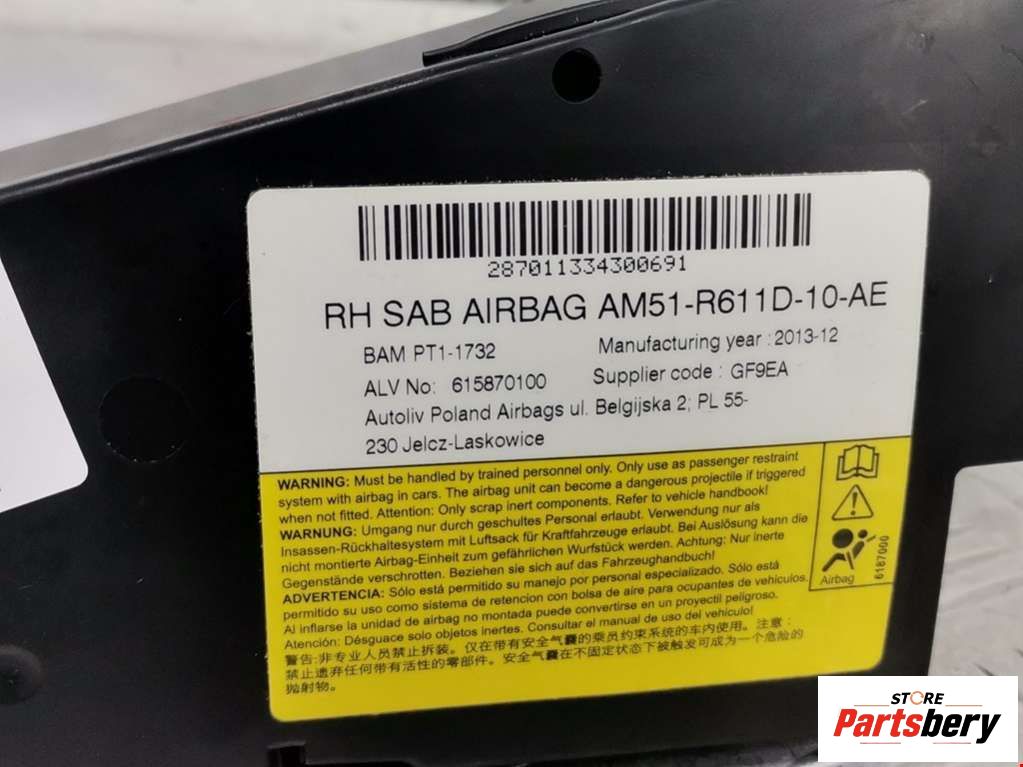 287011334300691
RH SAB AIRBAG AM51-R611D-10-AE
BAM PT1-1732 Manufacturing year : 2013-12
ALV No: 615870100 Supplier code : GF9EA
Autoliv Poland Airbags ul. Belgijska 2; PL 55-
230 Jelcz-Laskowice
WARNING: Must be handled by trained personnel only. Only use as passenger restraint
system with airbag in cars. The airbag unit can become a dangerous projectile if triggered
when not fitted. Attention: Only scrap inert components. Refer to vehicle handbook!
WARNUNG: Umgang nur durch geschultes Personal erlaubt. Verwendung nur als
Insassen-Rückhaltesystem mit Luftsack für Kraftfahrzeuge erlaubt. Bei Auslösung kann die
nicht montierte Airbag-Einheit zum gefährlichen Wurfstück werden. Achtung: Nur inerte
Gegenstände verschrotten. Beziehen sie sich auf das Fahrzeughandbuch!
ADVERTENCIA: Sólo está permitido su manejo por personal especializado. Sólo está
permitido su uso como sistema de retencion con bolsa de aire para ocupantes de vehículos.
Al inflarse la unidad de airbag no montada puede convertirse en un proyectil peligroso.
Atención: Désguace solo objetos inertes. Consultar el manual de uso del vehículo!
警告:非专业人员禁止拆装。仅在带有安全气囊的乘员约束系统的车内使用。注意:
禁止遗弃任何带有活性的零部件。安全气囊在不固定状态下被触发可成为一个危险的
抛射物。
Airbag
6187000
STORE
Partsbery